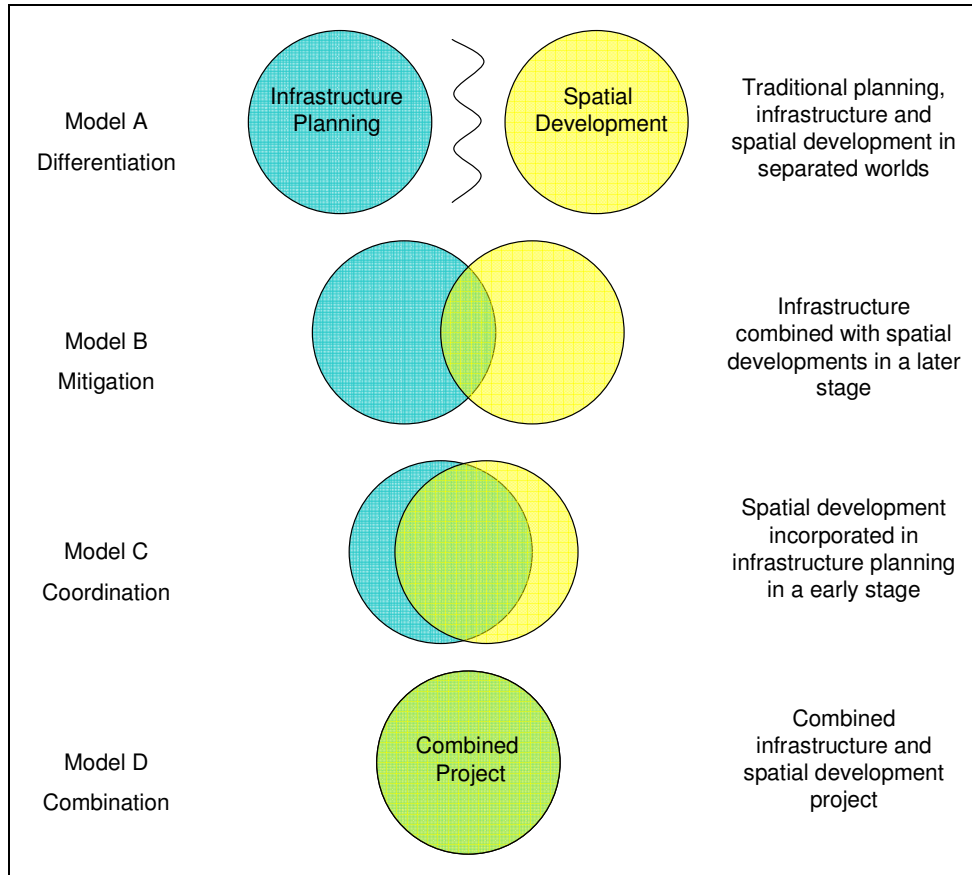 Model A
Differentiation
Infrastructure
Planning
Spatial
Development
Traditional planning,
infrastructure and
spatial development in
separated worlds
Model B
Mitigation
Infrastructure
combined with spatial
developments in a later
stage
Model C
Coordination
Spatial development
incorporated in
infrastructure planning
in a early stage
Model D
Combination
Combined
Project
Combined
infrastructure and
spatial development
project